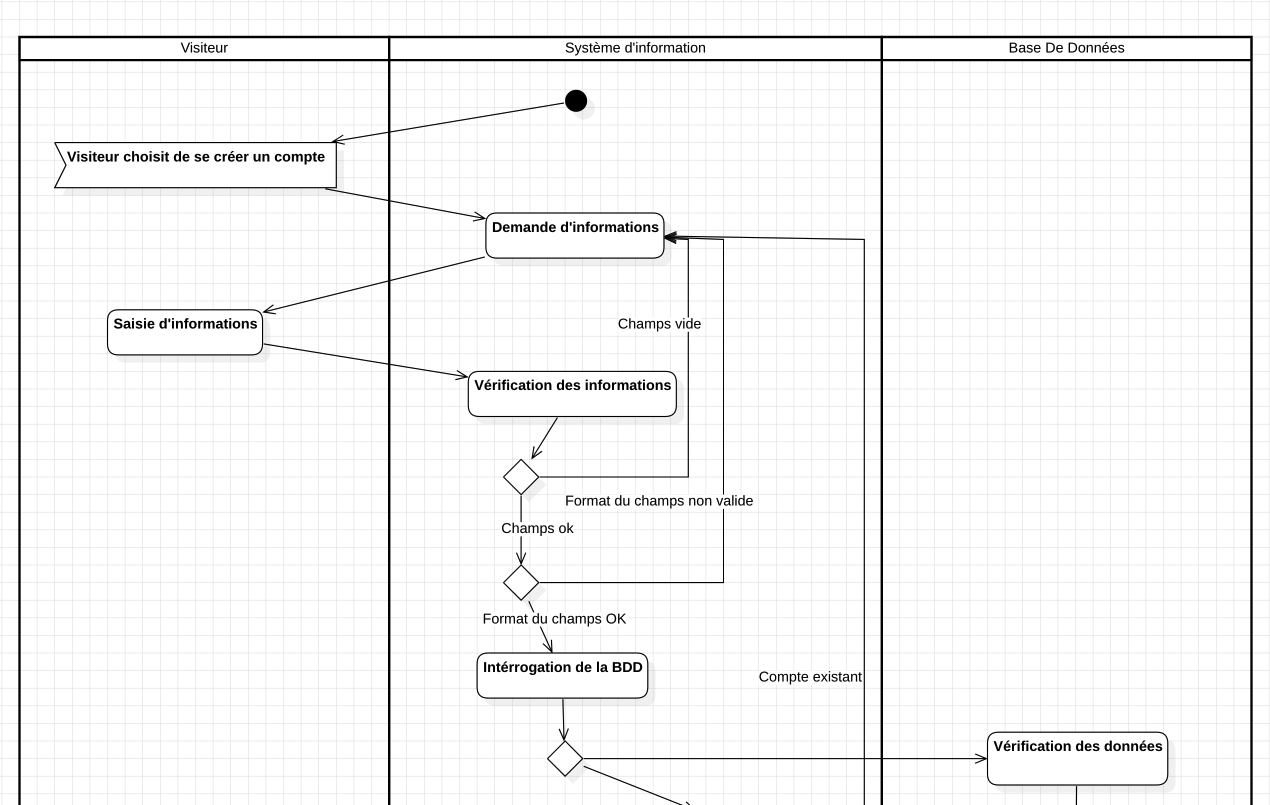 Visiteur
Système d'information
Base De Données
Visiteur choisit de se créer un compte
Demande d'informations
Saisie d'informations
Champs vide
Vérification des informations
Format du champs non valide
Champs ok
Format du champs OK
Intérrogation de la BDD
Compte existant
Vérification des données